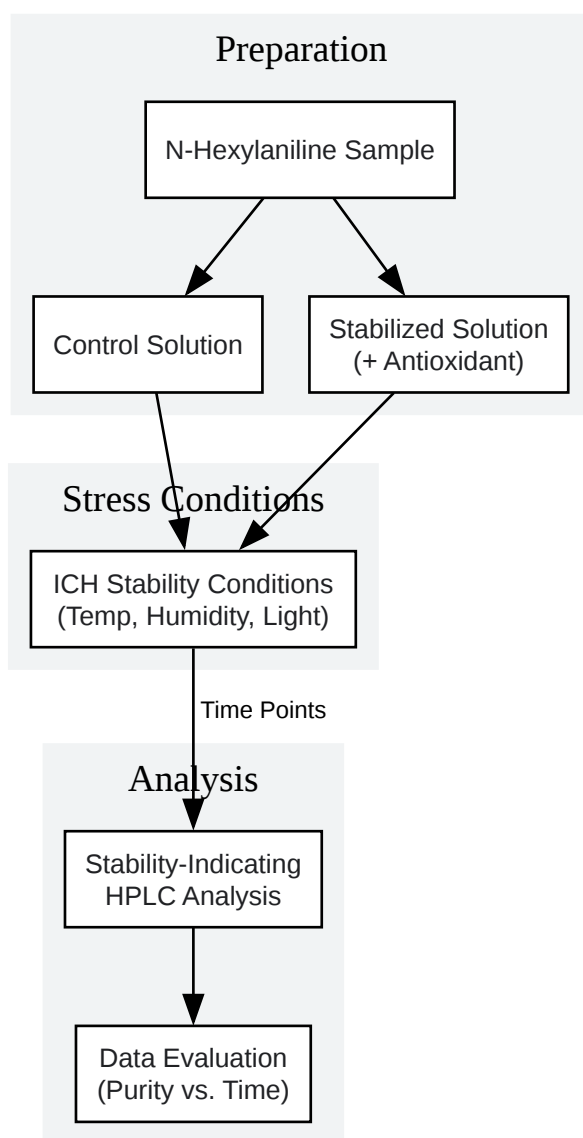 Preparation
N-Hexylaniline Sample
Control Solution
Stabilized Solution
(+ Antioxidant)
Stress Conditions
ICH Stability Conditions
(Temp, Humidity, Light)
Time Points
Analysis
Stability-Indicating
HPLC Analysis
Data Evaluation
(Purity vs. Time)